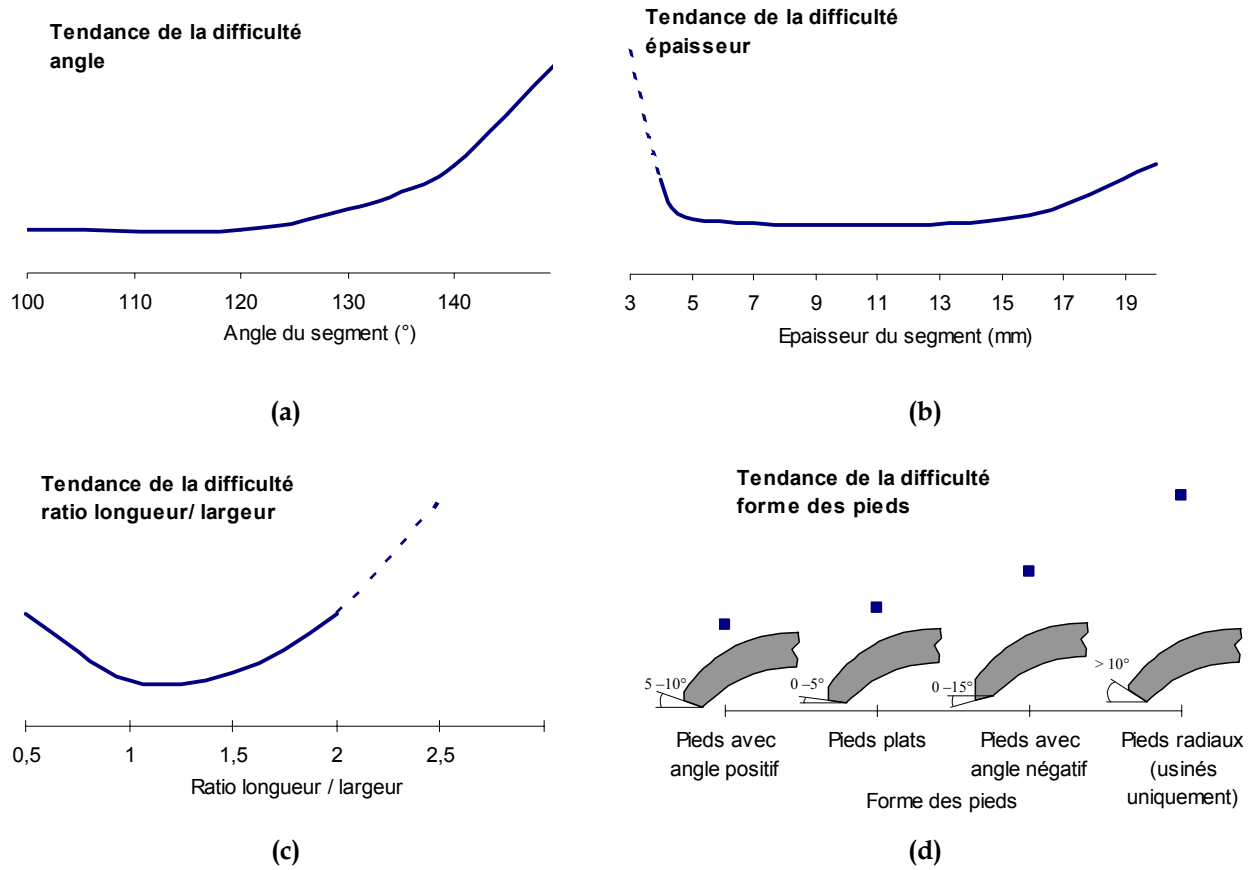 Tendance de la difficulté
angle
100 110 120 130 140
Angle du segment (°)
(a)
Tendance de la difficulté
épaisseur
3 5 7 9 11 13 15 17 19
Epaisseur du segment (mm)
(b)
Tendance de la difficulté
ratio longueur/ largeur
0,5 1 1,5 2 2,5
Ratio longueur / largeur
(c)
Tendance de la difficulté
forme des pieds
5 –10°
0 –5°
0 –15°
> 10°
Pieds avec
angle positif
Pieds plats
Pieds avec
angle négatif
Pieds radiaux
(usinés
uniquement)
Forme des pieds
(d)